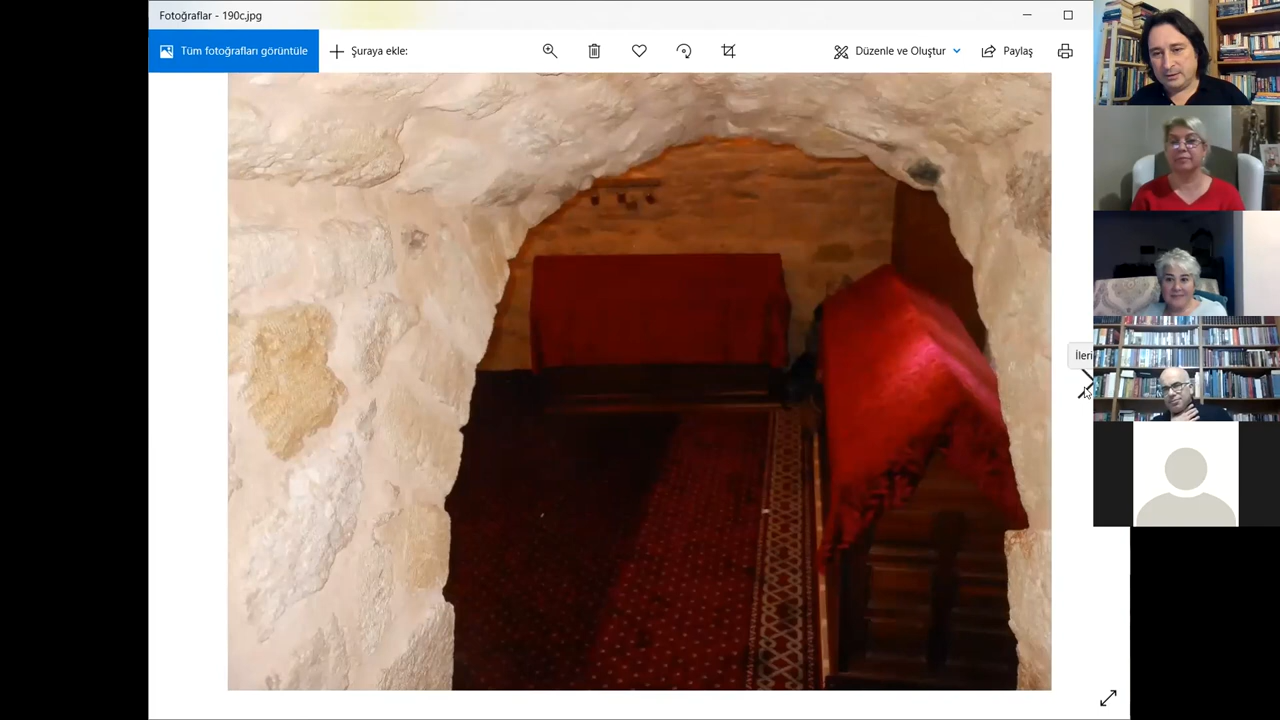 Fotoğraflar - 190c.jpg
Tüm fotoğrafları görüntüle
Şuraya ekle:
Düzenle ve Oluştur
Paylaş
İleri